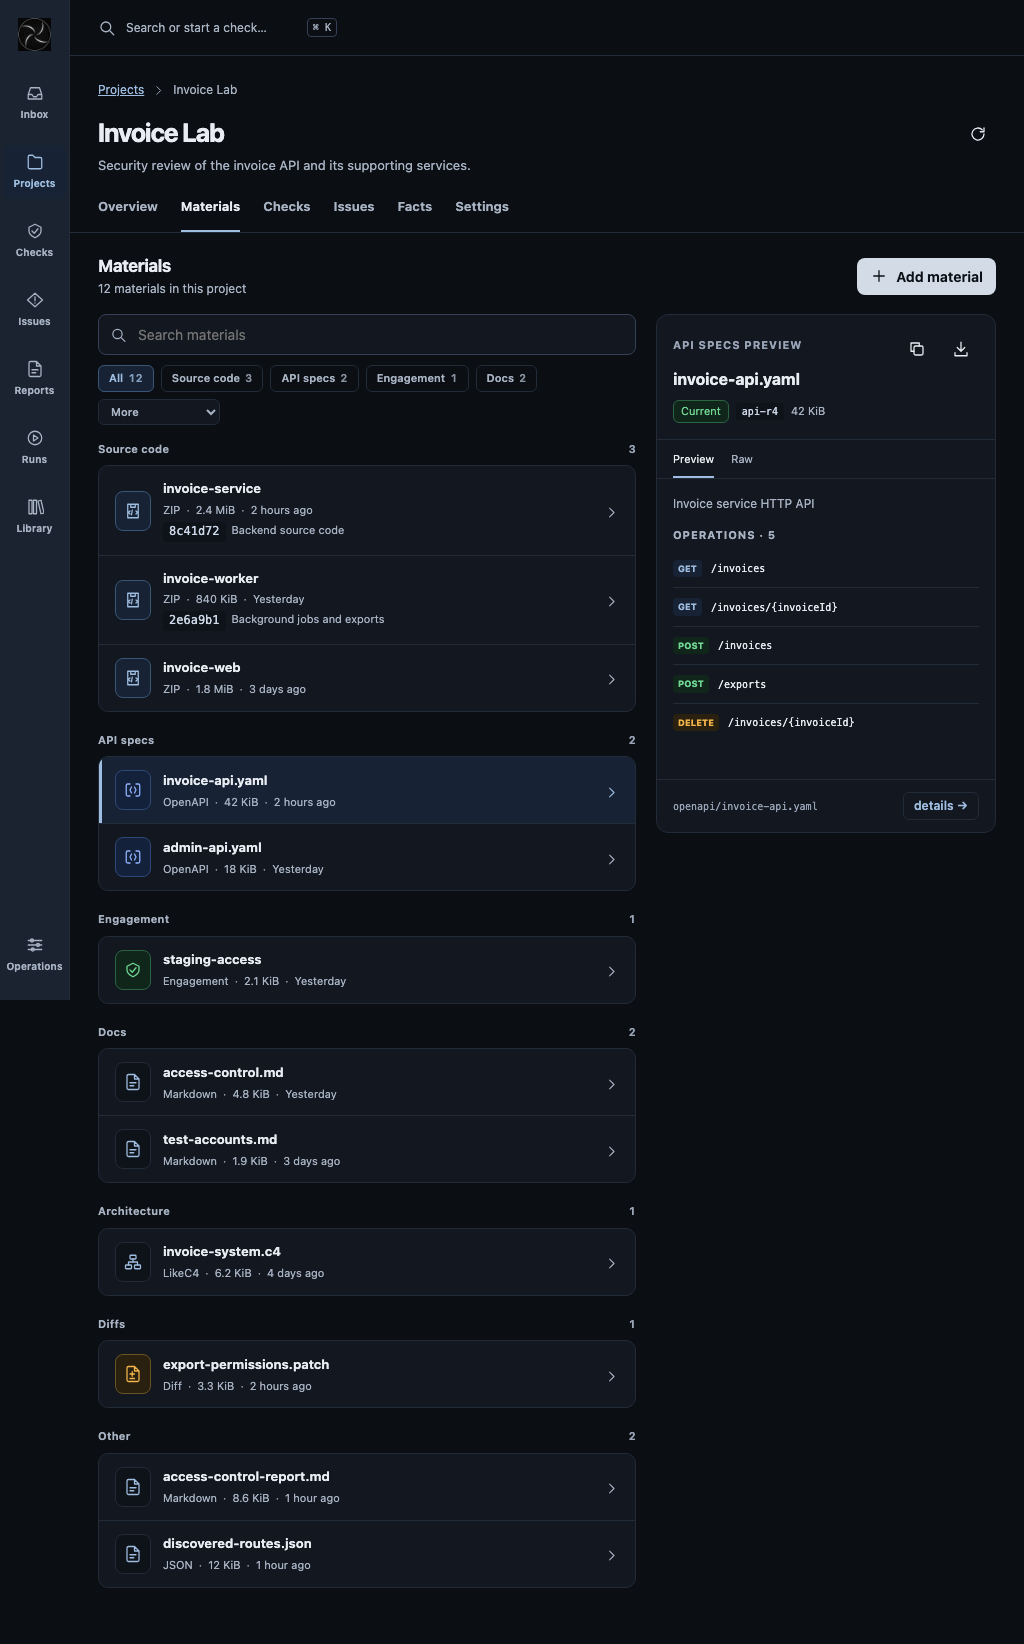 Search or start a check...
⌘ K
Inbox
Projects
Checks
Issues
Reports
Runs
Library
Operations
Projects > Invoice Lab
Invoice Lab
Security review of the invoice API and its supporting services.
Overview Materials Checks Issues Facts Settings
Materials
12 materials in this project
Add material
Search materials
All 12 Source code 3 API specs 2 Engagement 1 Docs 2
More
Source code 3
invoice-service
ZIP · 2.4 MiB · 2 hours ago
8c41d72 Backend source code
invoice-worker
ZIP · 840 KiB · Yesterday
2e6a9b1 Background jobs and exports
invoice-web
ZIP · 1.8 MiB · 3 days ago
API specs 2
invoice-api.yaml
OpenAPI · 42 KiB · 2 hours ago
admin-api.yaml
OpenAPI · 18 KiB · Yesterday
Engagement 1
staging-access
Engagement · 2.1 KiB · Yesterday
Docs 2
access-control.md
Markdown · 4.8 KiB · Yesterday
test-accounts.md
Markdown · 1.9 KiB · 3 days ago
Architecture 1
invoice-system.c4
LikeC4 · 6.2 KiB · 4 days ago
Diffs 1
export-permissions.patch
Diff · 3.3 KiB · 2 hours ago
Other 2
access-control-report.md
Markdown · 8.6 KiB · 1 hour ago
discovered-routes.json
JSON · 12 KiB · 1 hour ago
API SPECS PREVIEW
invoice-api.yaml
Current api-r4 42 KiB
Preview Raw
Invoice service HTTP API
OPERATIONS · 5
GET /invoices
GET /invoices/{invoiceId}
POST /invoices
POST /exports
DELETE /invoices/{invoiceId}
openapi/invoice-api.yaml
details →